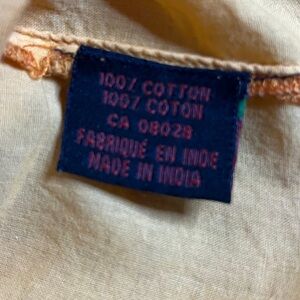 100% COTTON
100% COTON
CA 08028
FABRIQUÉ EN INDE
MADE IN INDIA